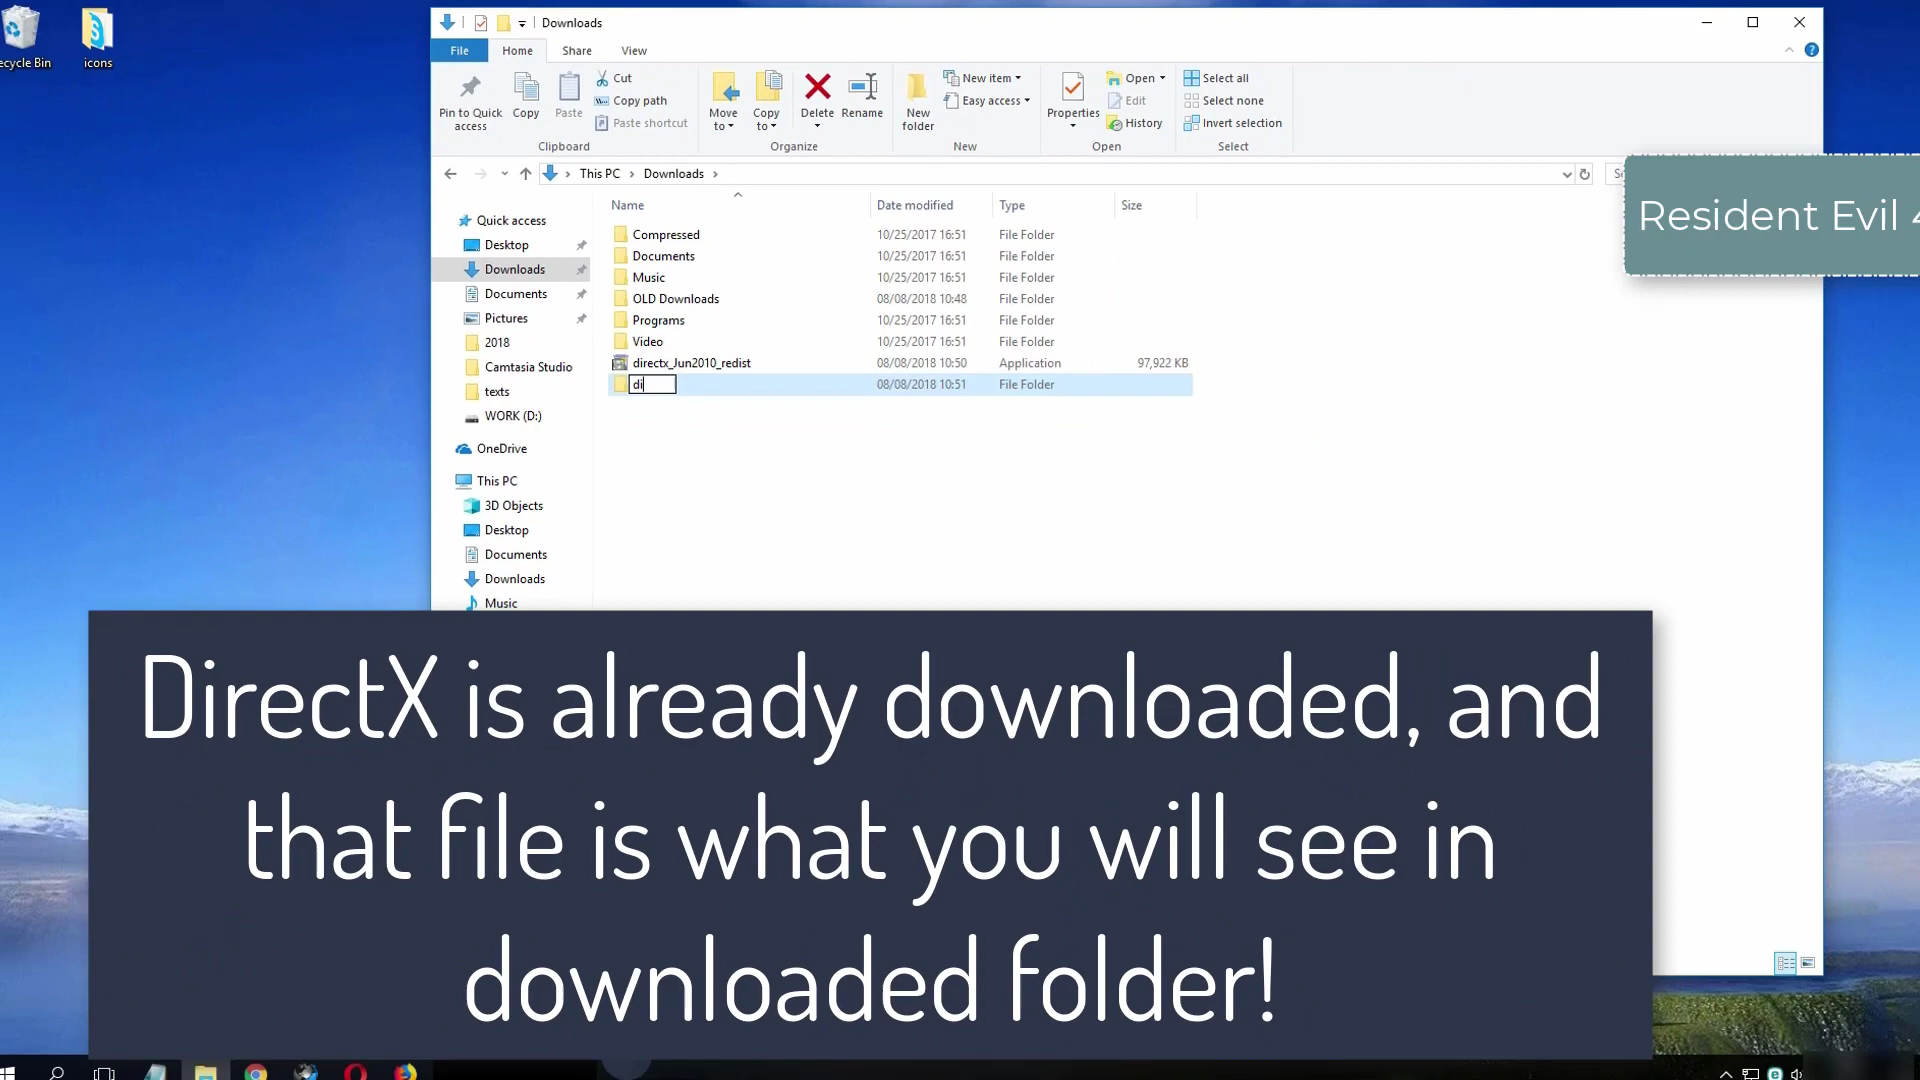 Downloads
File Home Share View
Pin to Quick access
Copy
Paste
Cut
Copy path
Paste shortcut
Clipboard
Move to
Copy to
Delete
Rename
Organize
New folder
New item
Easy access
New
Properties
Open
Edit
History
Open
Select all
Select none
Invert selection
Select
ecycle Bin
icons
This PC Downloads
Resident Evil
Name Date modified Type Size
Compressed 10/25/2017 16:51 File Folder
Documents 10/25/2017 16:51 File Folder
Music 10/25/2017 16:51 File Folder
OLD Downloads 08/08/2018 10:48 File Folder
Programs 10/25/2017 16:51 File Folder
Video 10/25/2017 16:51 File Folder
directx_Jun2010_redist 08/08/2018 10:50 Application 97,922 KB
di 08/08/2018 10:51 File Folder
Quick access
Desktop
Downloads
Documents
Pictures
2018
Camtasia Studio
texts
WORK (D:)
OneDrive
This PC
3D Objects
Desktop
Documents
Downloads
Music
DirectX is already downloaded, and
that file is what you will see in
downloaded folder!